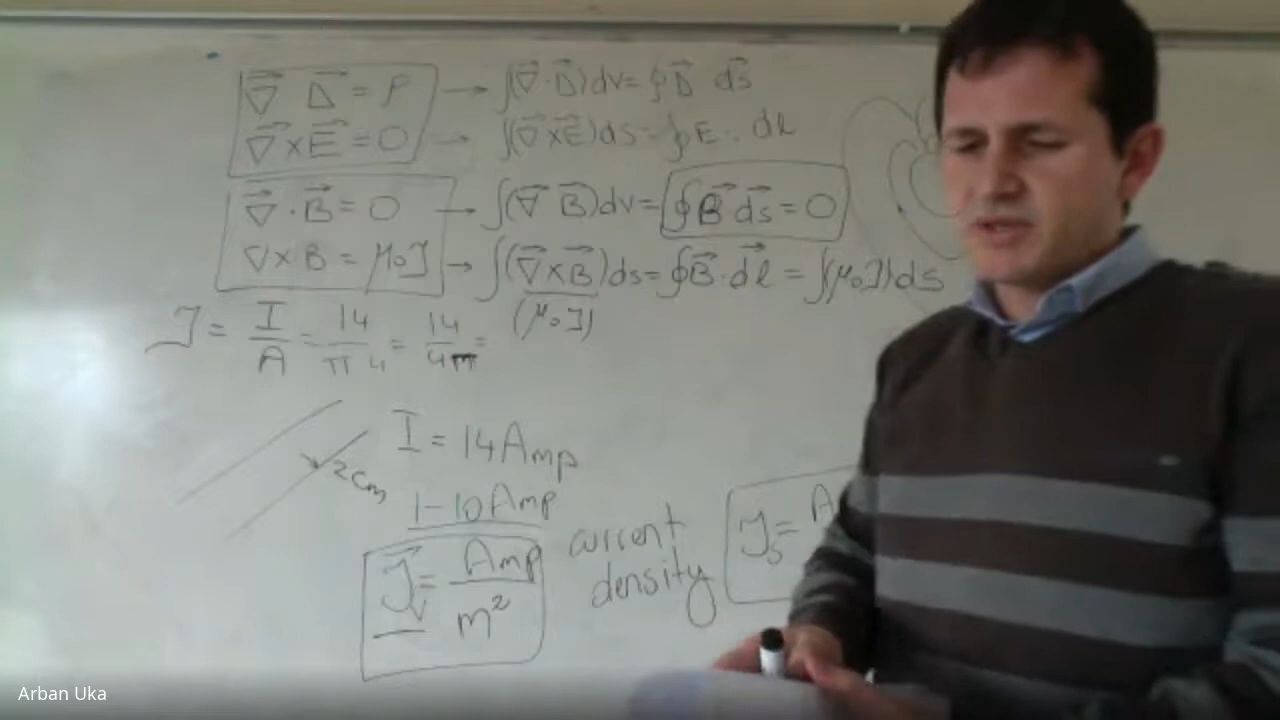 ∇⃗ D⃗ = ρ → ∫(∇⃗·D⃗)dv = ∮D⃗ ds⃗
∇⃗×E⃗ = 0 → ∫(∇⃗×E⃗)ds = ∮E · dl
∇⃗·B⃗ = 0 → ∫(∇⃗ B⃗)dv = ∮B⃗ ds⃗ = 0
∇×B = μ₀J → ∫(∇⃗×B⃗)ds = ∮B⃗·dl⃗ = ∫(μ₀J)ds
(μ₀J)
J = I/A = 14/π4 = 14/4π =
I = 14Amp
2cm
1-10Amp
J⃗ᵥ = Amp/m²
current
density
Jₛ = A
Arban Uka